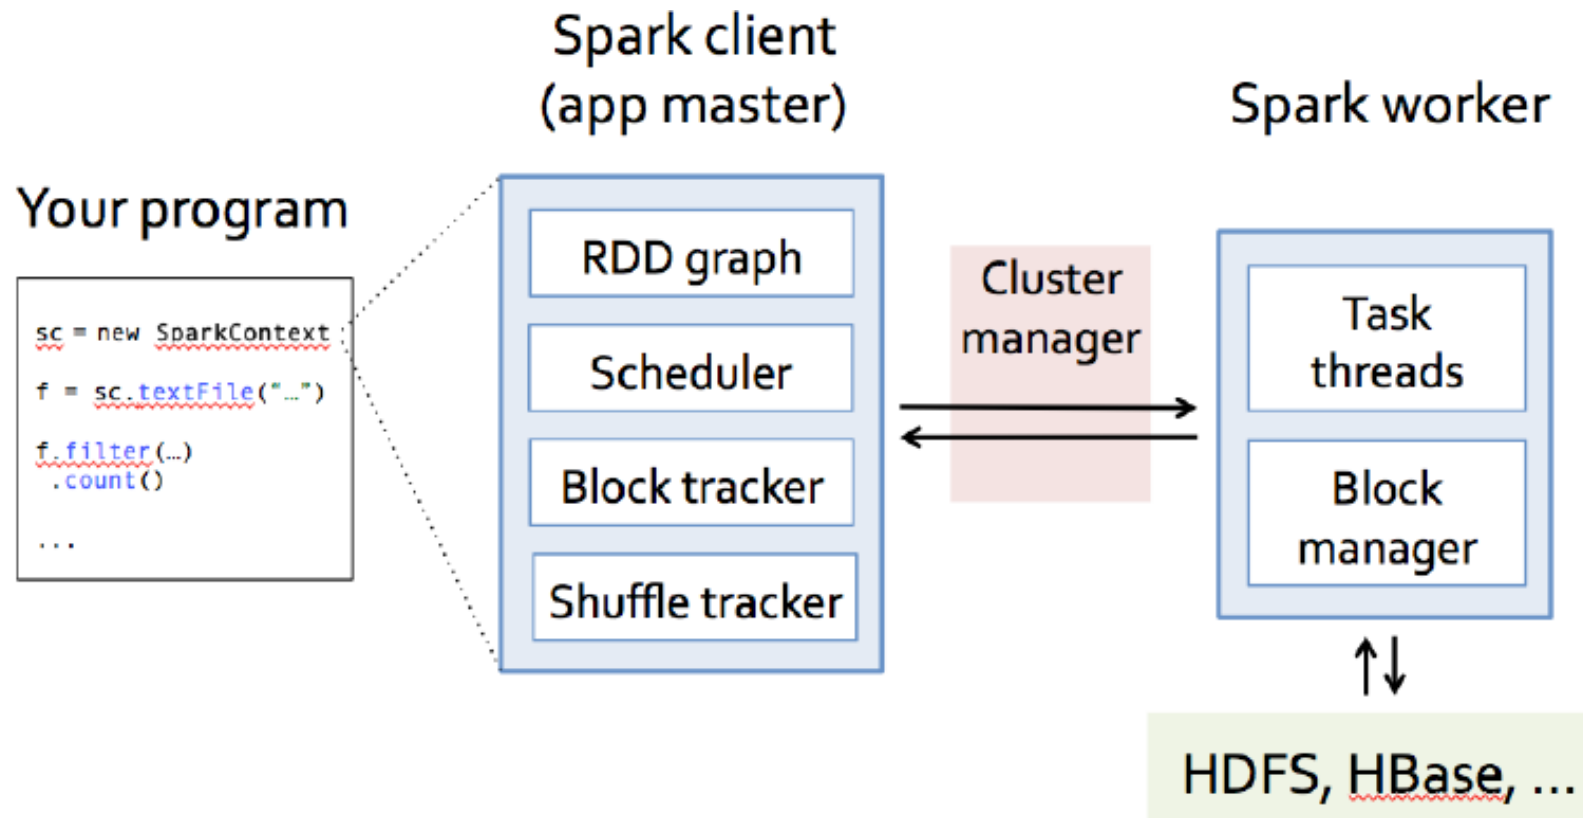 Your program
sc = new SparkContext
f = sc.textFile("…")
f.filter(…)
.count()
...
Spark client
(app master)
RDD graph
Scheduler
Block tracker
Shuffle tracker
Cluster
manager
Spark worker
Task
threads
Block
manager
HDFS, HBase, …